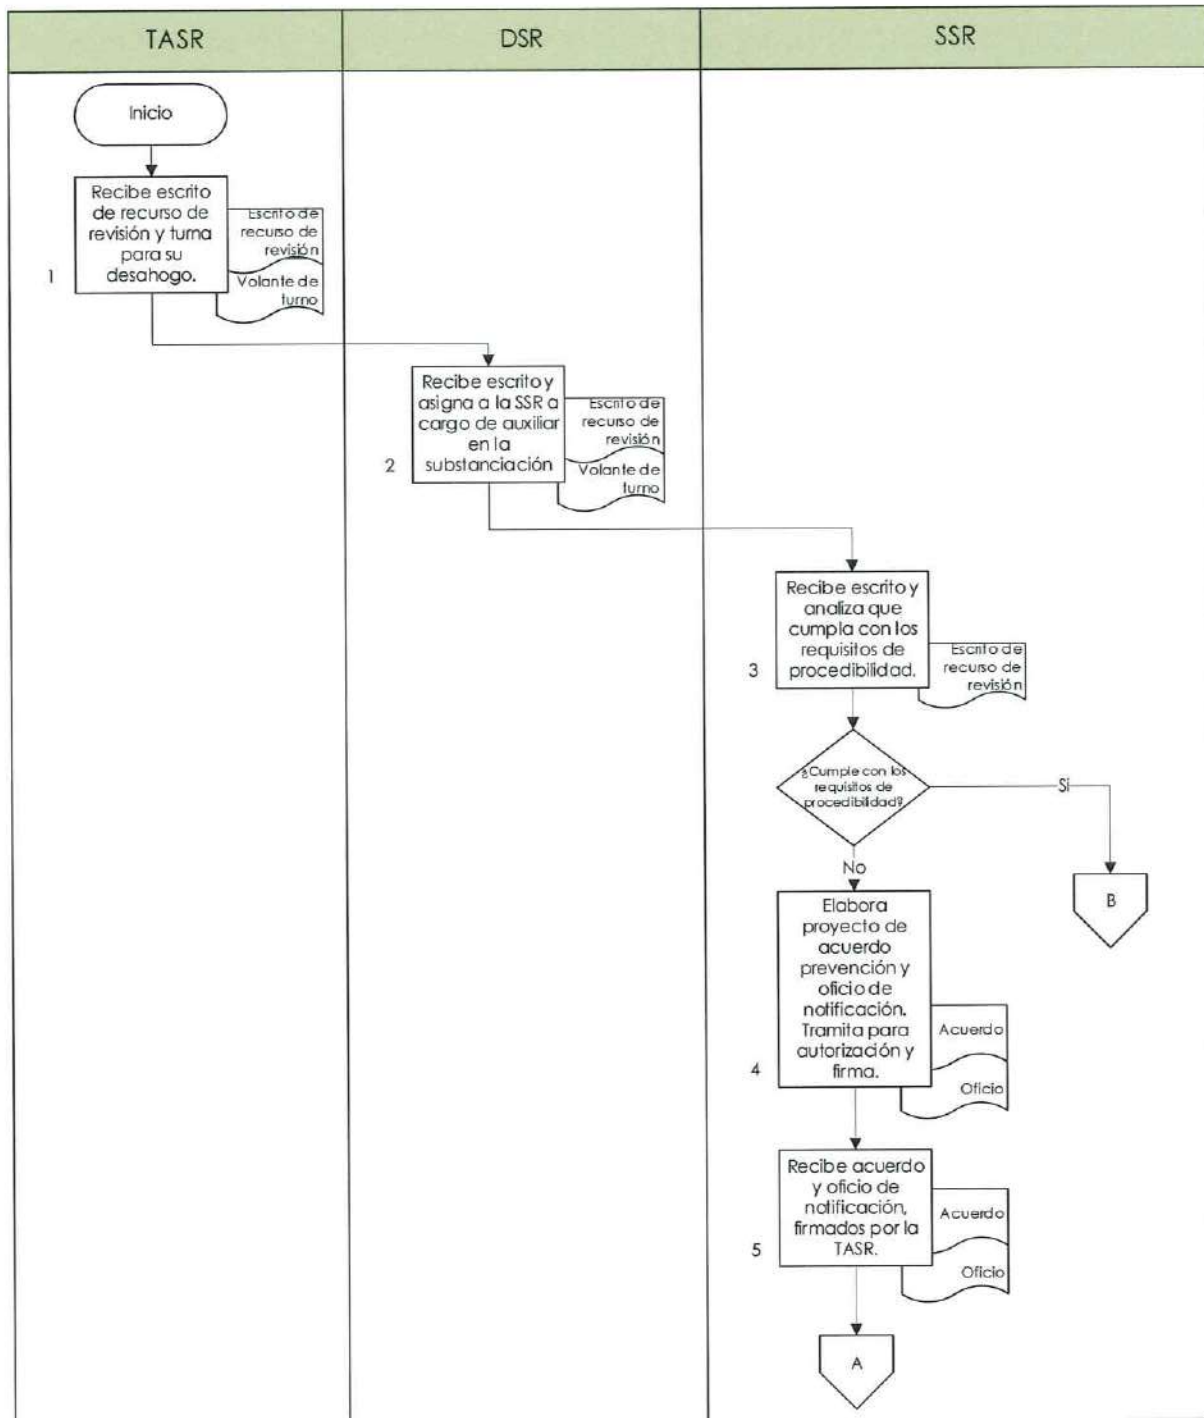 TASR
DSR
SSR
Inicio
Recibe escrito
de recurso de
revisión y turna
para su
desahogo.
1
Escrito de
recurso de
revisión
Volante de
turno
Recibe escrito y
asigna a la SSR a
cargo de auxiliar
en la
substanciación
2
Escrito de
recurso de
revisión
Volante de
turno
Recibe escrito y
analiza que
cumpla con los
requisitos de
procedibilidad.
3
Escrito de
recurso de
revisión
¿Cumple con los
requisitos de
procedibilidad?
Si
No
B
Elabora
proyecto de
acuerdo
prevención y
oficio de
notificación.
Tramita para
autorización y
firma.
4
Acuerdo
Oficio
Recibe acuerdo
y oficio de
notificación,
firmados por la
TASR.
5
Acuerdo
Oficio
A